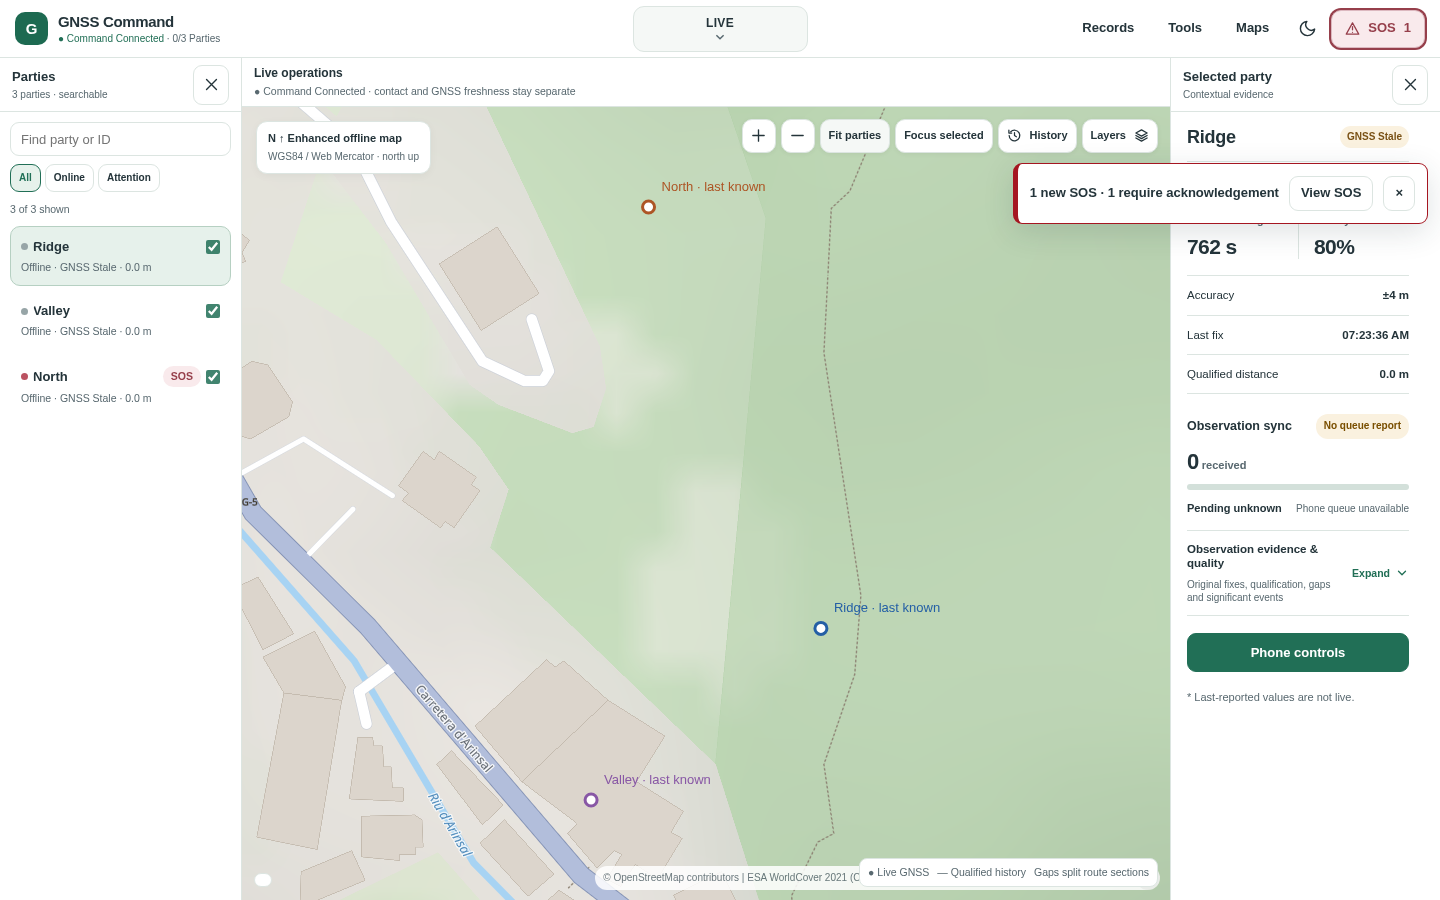 G
GNSS Command
● Command Connected · 0/3 Parties
LIVE
Records
Tools
Maps
SOS 1
Parties
3 parties · searchable
Find party or ID
All
Online
Attention
3 of 3 shown
Ridge
Offline · GNSS Stale · 0.0 m
Valley
Offline · GNSS Stale · 0.0 m
North
SOS
Offline · GNSS Stale · 0.0 m
Live operations
● Command Connected · contact and GNSS freshness stay separate
N ↑ Enhanced offline map
WGS84 / Web Mercator · north up
Fit parties
Focus selected
History
Layers
North · last known
Ridge · last known
Valley · last known
G-5
Carretera d'Arinsal
Riu d'Arinsal
© OpenStreetMap contributors | ESA WorldCover 2021 (C
● Live GNSS — Qualified history Gaps split route sections
Selected party
Contextual evidence
Ridge
GNSS Stale
1 new SOS · 1 require acknowledgement
View SOS
×
762 s
80%
Accuracy
±4 m
Last fix
07:23:36 AM
Qualified distance
0.0 m
Observation sync
No queue report
0 received
Pending unknown
Phone queue unavailable
Observation evidence &
quality
Original fixes, qualification, gaps
and significant events
Expand
Phone controls
* Last-reported values are not live.